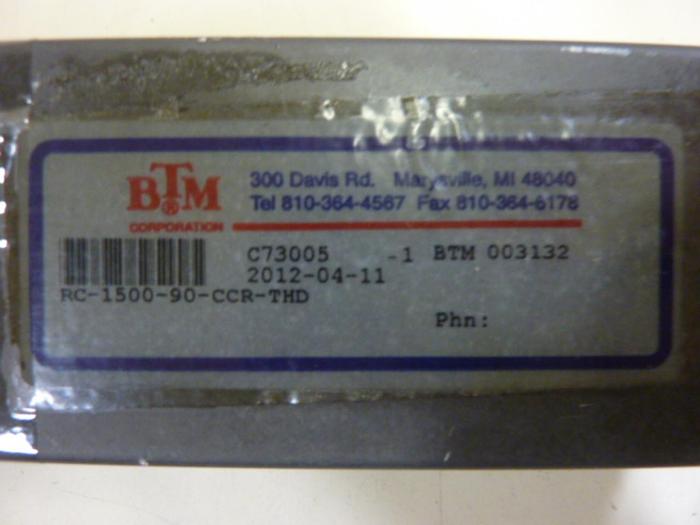 BTM®
CORPORATION
300 Davis Rd. Marysville, MI 48040
Tel 810-364-4567 Fax 810-364-6178
C73005 -1 BTM 003132
2012-04-11
RC-1500-90-CCR-THD
Phn: